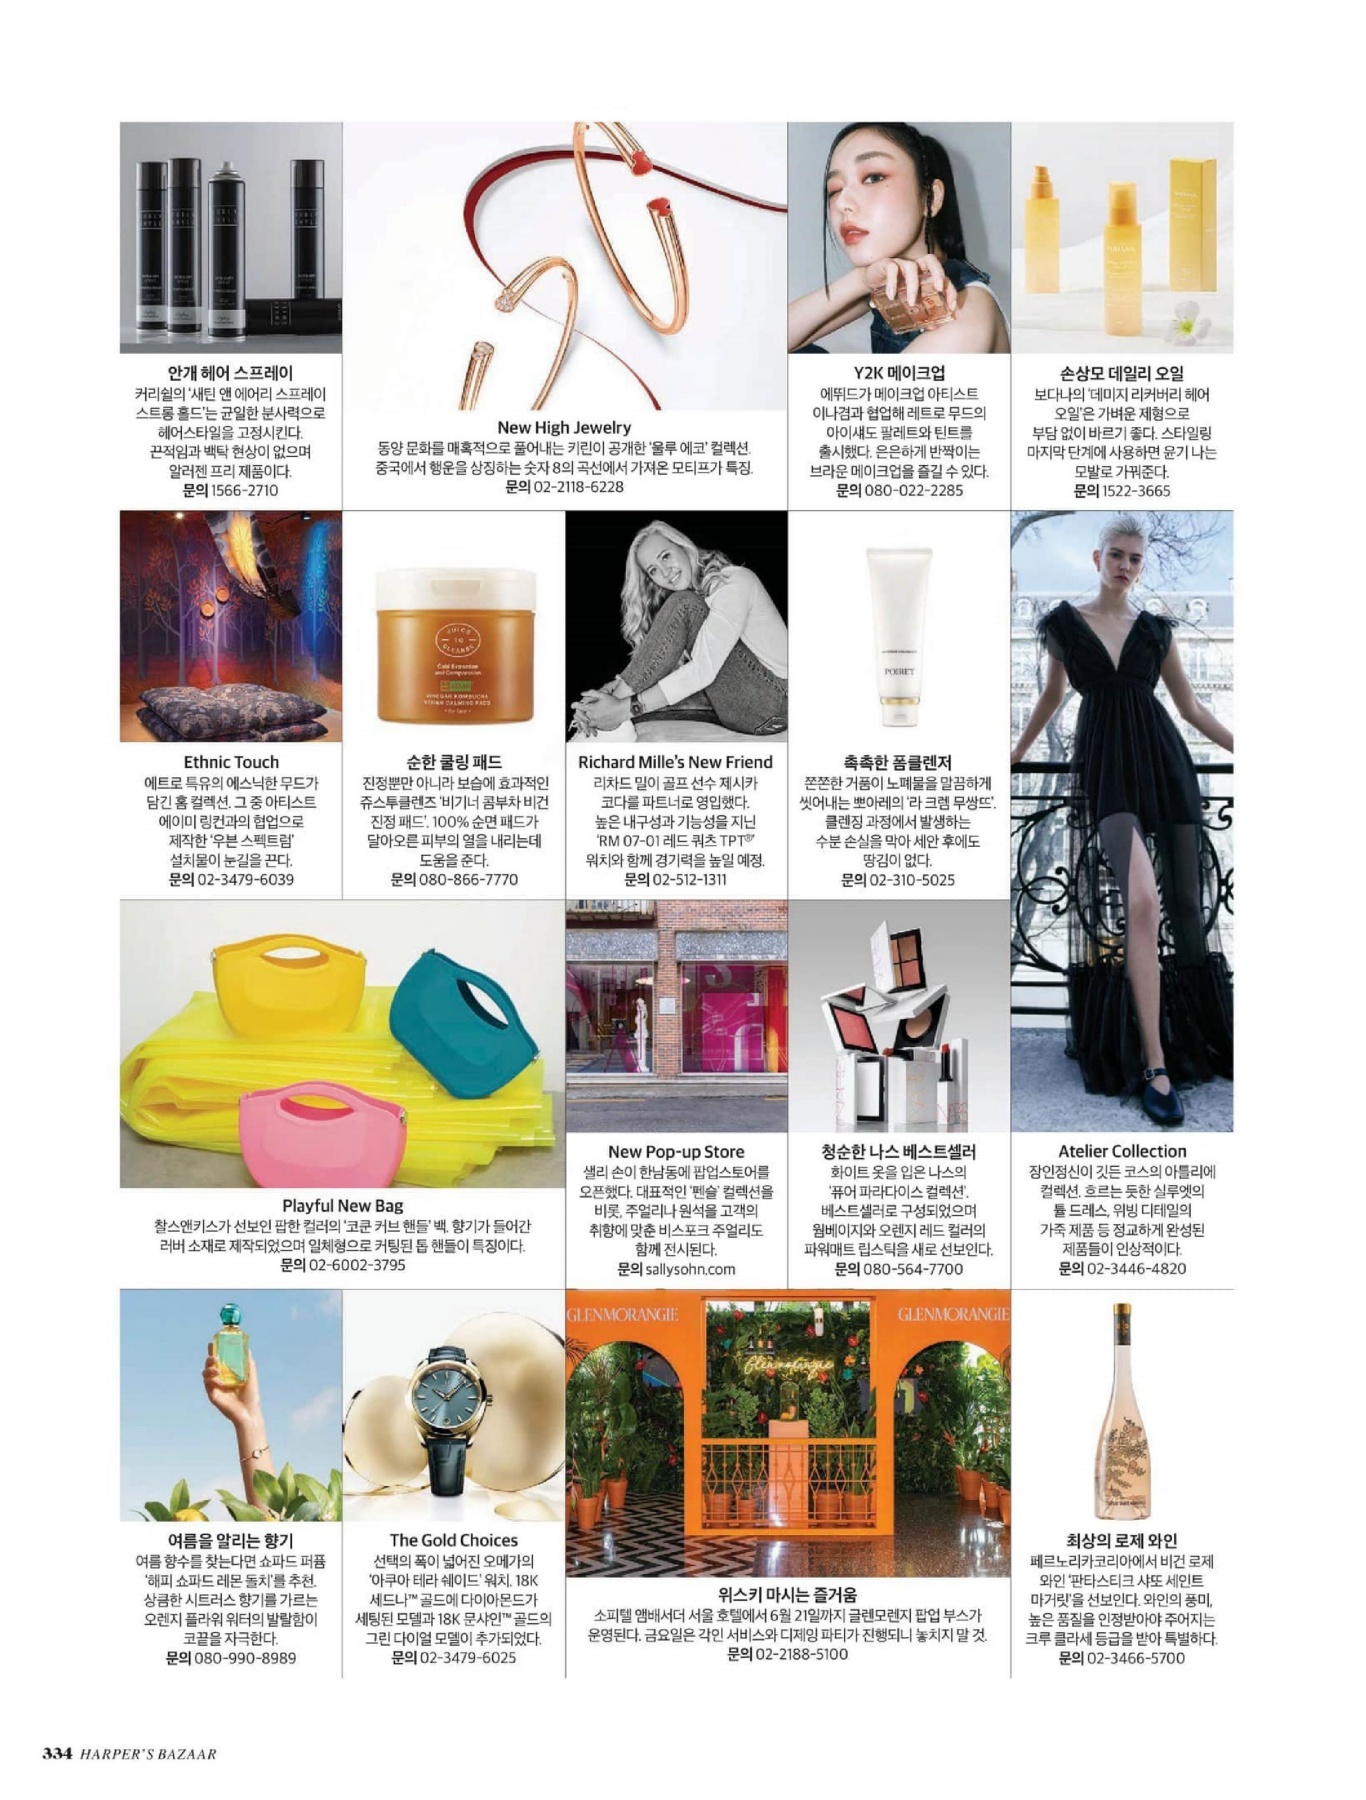 안개 헤어 스프레이
커리쉴의 '새틴 앤 에어리 스프레이
스트롱 홀드'는 균일한 분사력으로
헤어스타일을 고정시킨다.
끈적임과 백탁 현상이 없으며
알러젠 프리 제품이다.
문의 1566-2710
New High Jewelry
동양 문화를 매혹적으로 풀어내는 키린이 공개한 '울루 에코' 컬렉션.
중국에서 행운을 상징하는 숫자 8의 곡선에서 가져온 모티프가 특징.
문의 02-2118-6228
Y2K 메이크업
에뛰드가 메이크업 아티스트
이나겸과 협업해 레트로 무드의
아이섀도 팔레트와 틴트를
출시했다. 은은하게 반짝이는
브라운 메이크업을 즐길 수 있다.
문의 080-022-2285
손상모 데일리 오일
보다나의 '데미지 리커버리 헤어
오일'은 가벼운 제형으로
부담 없이 바르기 좋다. 스타일링
마지막 단계에 사용하면 윤기 나는
모발로 가꿔준다.
문의 1522-3665
Ethnic Touch
에트로 특유의 에스닉한 무드가
담긴 홈 컬렉션. 그 중 아티스트
에이미 링컨과의 협업으로
제작한 '우븐 스펙트럼'
설치물이 눈길을 끈다.
문의 02-3479-6039
JUICE
TO
CLEANSE
Cold Extraction
and Compression
VINEGAR KOMBUCHA
VEGAN CALMING PADS
순한 쿨링 패드
진정뿐만 아니라 보습에 효과적인
쥬스투클렌즈 '비기너 콤부차 비건
진정 패드'. 100% 순면 패드가
달아오른 피부의 열을 내리는데
도움을 준다.
문의 080-866-7770
Richard Mille's New Friend
리차드 밀이 골프 선수 제시카
코다를 파트너로 영입했다.
높은 내구성과 기능성을 지닌
'RM 07-01 레드 쿼츠 TPT®'
워치와 함께 경기력을 높일 예정.
문의 02-512-1311
POIRET
촉촉한 폼클렌저
쫀쫀한 거품이 노폐물을 말끔하게
씻어내는 뽀아레의 '라 크렘 무쌍뜨'.
클렌징 과정에서 발생하는
수분 손실을 막아 세안 후에도
땅김이 없다.
문의 02-310-5025
Playful New Bag
찰스앤키스가 선보인 팝한 컬러의 '코쿤 커브 핸들' 백. 향기가 들어간
러버 소재로 제작되었으며 일체형으로 커팅된 톱 핸들이 특징이다.
문의 02-6002-3795
New Pop-up Store
샐리 손이 한남동에 팝업스토어를
오픈했다. 대표적인 '펜슬' 컬렉션을
비롯, 주얼리나 원석을 고객의
취향에 맞춘 비스포크 주얼리도
함께 전시된다.
문의 sallysohn.com
NARS
청순한 나스 베스트셀러
화이트 옷을 입은 나스의
'퓨어 파라다이스 컬렉션'.
베스트셀러로 구성되었으며
웜베이지와 오렌지 레드 컬러의
파워매트 립스틱을 새로 선보인다.
문의 080-564-7700
Atelier Collection
장인정신이 깃든 코스의 아틀리에
컬렉션. 흐르는 듯한 실루엣의
튤 드레스, 위빙 디테일의
가죽 제품 등 정교하게 완성된
제품들이 인상적이다.
문의 02-3446-4820
여름을 알리는 향기
여름 향수를 찾는다면 쇼파드 퍼퓸
'해피 쇼파드 레몬 돌치'를 추천.
상큼한 시트러스 향기를 가르는
오렌지 플라워 워터의 발랄함이
코끝을 자극한다.
문의 080-990-8989
The Gold Choices
선택의 폭이 넓어진 오메가의
'아쿠아 테라 쉐이드' 워치. 18K
세드나™ 골드에 다이아몬드가
세팅된 모델과 18K 문샤인™ 골드의
그린 다이얼 모델이 추가되었다.
문의 02-3479-6025
GLENMORANGIE
GLENMORANGIE
Glenmorangie
위스키 마시는 즐거움
소피텔 앰배서더 서울 호텔에서 6월 21일까지 글렌모렌지 팝업 부스가
운영된다. 금요일은 각인 서비스와 디제잉 파티가 진행되니 놓치지 말 것.
문의 02-2188-5100
최상의 로제 와인
페르노리카코리아에서 비건 로제
와인 '판타스티크 샤또 세인트
마거릿'을 선보인다. 와인의 풍미,
높은 품질을 인정받아야 주어지는
크루 클라세 등급을 받아 특별하다.
문의 02-3466-5700
334 HARPER'S BAZAAR